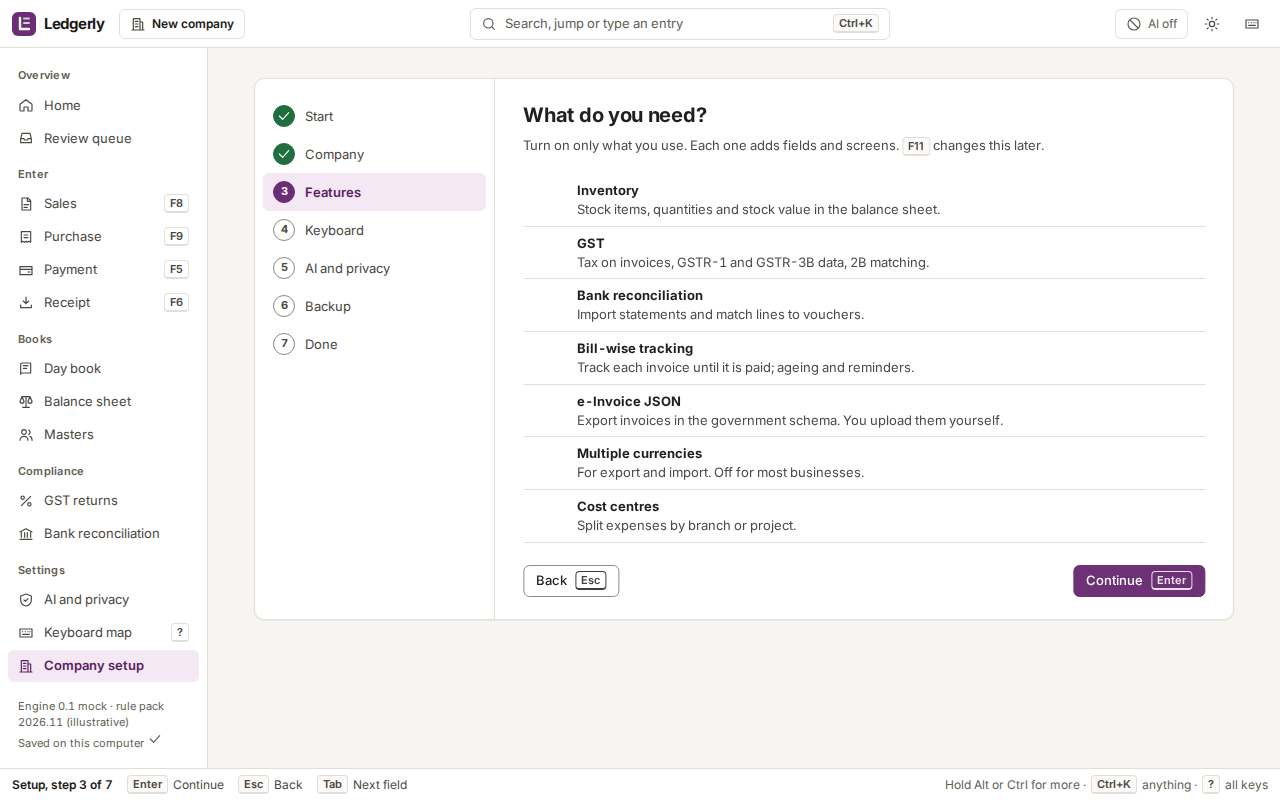 Ledgerly
New company
Search, jump or type an entry
Ctrl+K
AI off
Overview
Home
Review queue
Enter
Sales F8
Purchase F9
Payment F5
Receipt F6
Books
Day book
Balance sheet
Masters
Compliance
GST returns
Bank reconciliation
Settings
AI and privacy
Keyboard map ?
Company setup
Engine 0.1 mock · rule pack
2026.11 (illustrative)
Saved on this computer
Start
Company
3 Features
4 Keyboard
5 AI and privacy
6 Backup
7 Done
What do you need?
Turn on only what you use. Each one adds fields and screens. F11 changes this later.
Inventory
Stock items, quantities and stock value in the balance sheet.
GST
Tax on invoices, GSTR-1 and GSTR-3B data, 2B matching.
Bank reconciliation
Import statements and match lines to vouchers.
Bill-wise tracking
Track each invoice until it is paid; ageing and reminders.
e-Invoice JSON
Export invoices in the government schema. You upload them yourself.
Multiple currencies
For export and import. Off for most businesses.
Cost centres
Split expenses by branch or project.
Back Esc
Continue Enter
Setup, step 3 of 7 Enter Continue Esc Back Tab Next field
Hold Alt or Ctrl for more · Ctrl+K anything · ? all keys